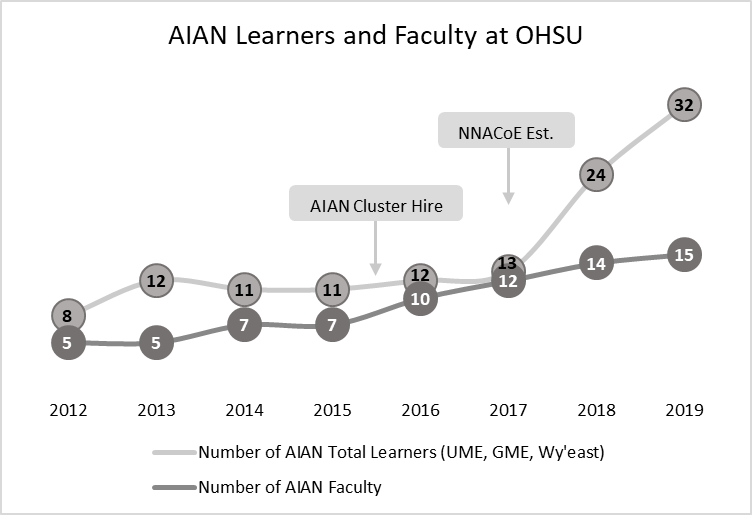 AIAN Learners and Faculty at OHSU
32
NNACoE Est.
24
AIAN Cluster Hire
8
12
11
11
12
13
5
5
7
7
10
12
14
15
2012 2013 2014 2015 2016 2017 2018 2019
Number of AIAN Total Learners (UME, GME, Wy'east)
Number of AIAN Faculty